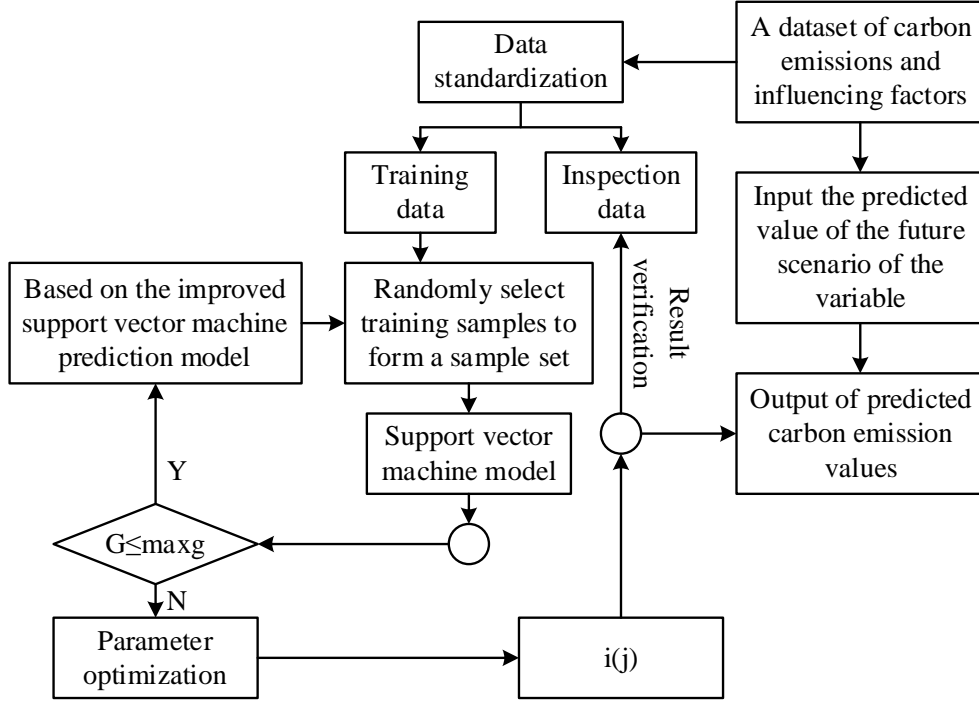 Data
standardization
A dataset of carbon
emissions and
influencing factors
Training
data
Inspection
data
Input the predicted
value of the future
scenario of the
variable
Based on the improved
support vector machine
prediction model
Randomly select
training samples to
form a sample set
Result
verification
Support vector
machine model
Output of predicted
carbon emission
values
Y
G≤maxg
N
Parameter
optimization
i(j)